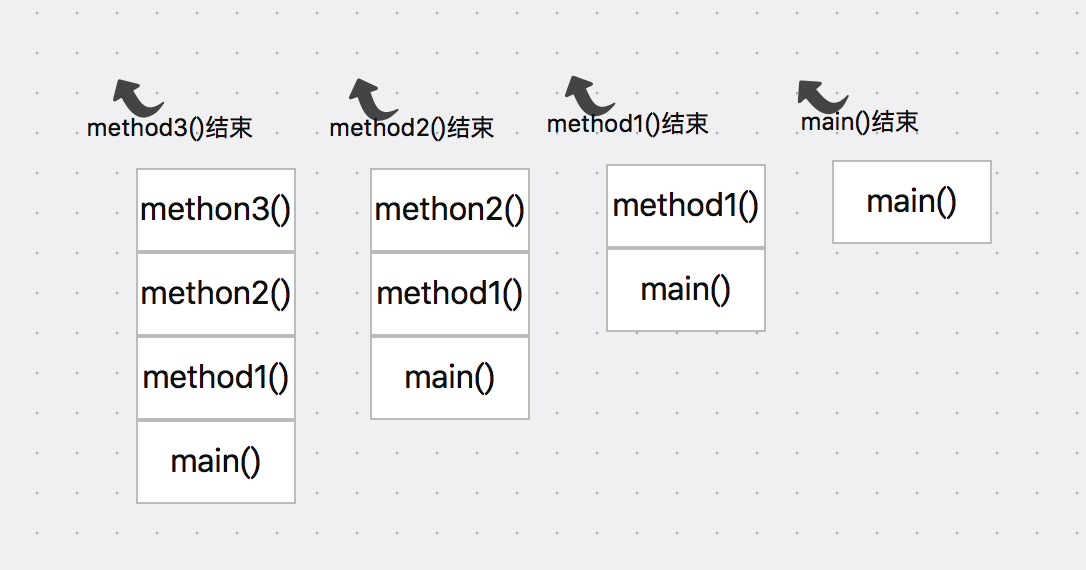 method3()结束
method2()结束
method1()结束
main()结束
methon3()
methon2()
method1()
main()
methon2()
method1()
main()
method1()
main()
main()